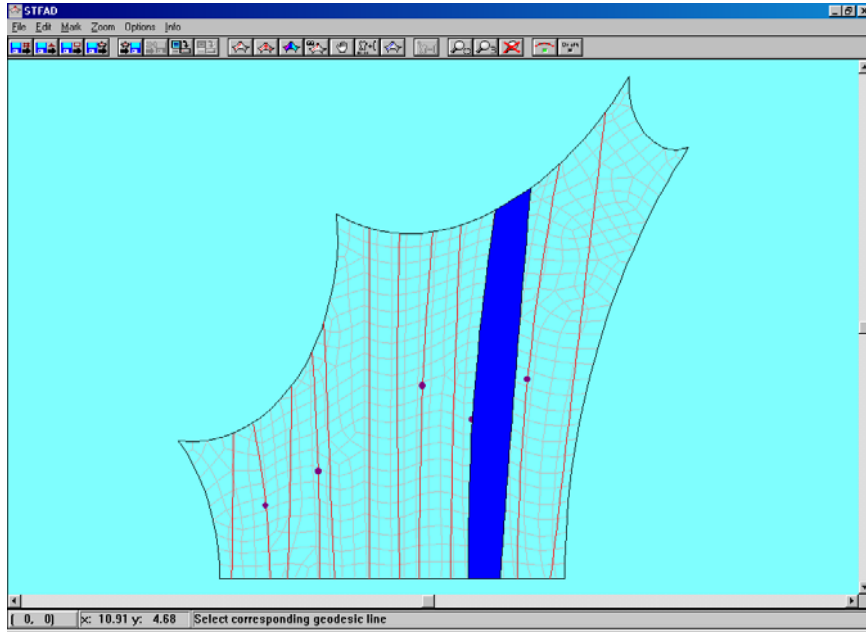 STFAD
File Edit Mark Zoom Options Info
( 0, 0) x: 10.91 y: 4.68 Select corresponding geodesic line